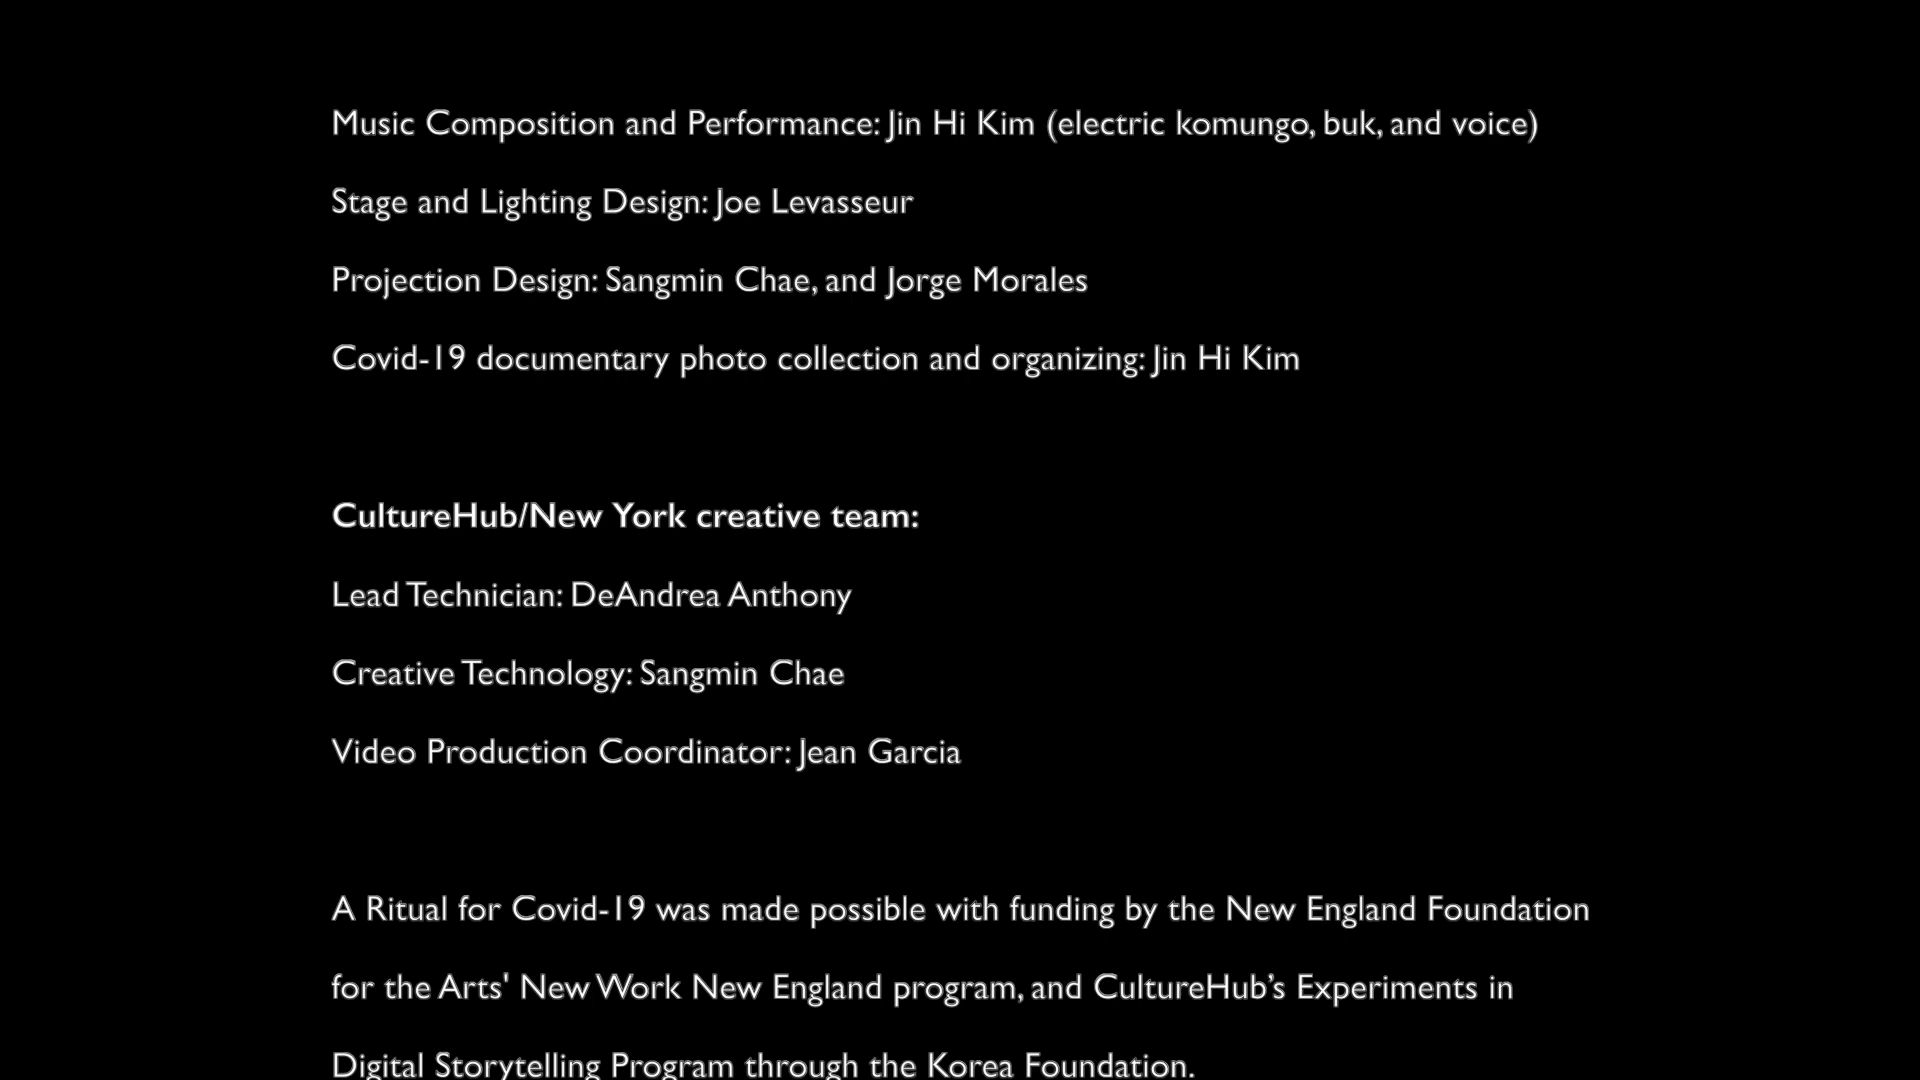 Music Composition and Performance: Jin Hi Kim (electric komungo, buk, and voice)
Stage and Lighting Design: Joe Levasseur
Projection Design: Sangmin Chae, and Jorge Morales
Covid-19 documentary photo collection and organizing: Jin Hi Kim
CultureHub/New York creative team:
Lead Technician: DeAndrea Anthony
Creative Technology: Sangmin Chae
Video Production Coordinator: Jean Garcia
A Ritual for Covid-19 was made possible with funding by the New England Foundation
for the Arts' New Work New England program, and CultureHub’s Experiments in
Digital Storytelling Program through the Korea Foundation.